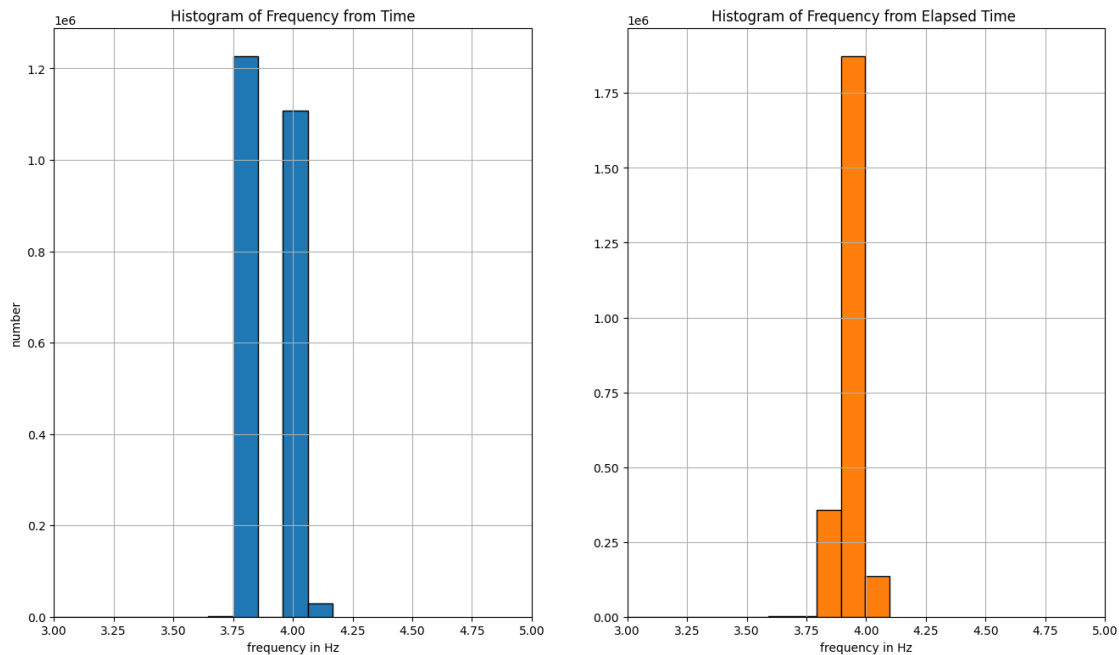 Histogram of Frequency from Time
1e6
1.2
1.0
0.8
0.6
0.4
0.2
0.0
number
3.00 3.25 3.50 3.75 4.00 4.25 4.50 4.75 5.00
frequency in Hz
Histogram of Frequency from Elapsed Time
1e6
1.75
1.50
1.25
1.00
0.75
0.50
0.25
0.00
3.00 3.25 3.50 3.75 4.00 4.25 4.50 4.75 5.00
frequency in Hz